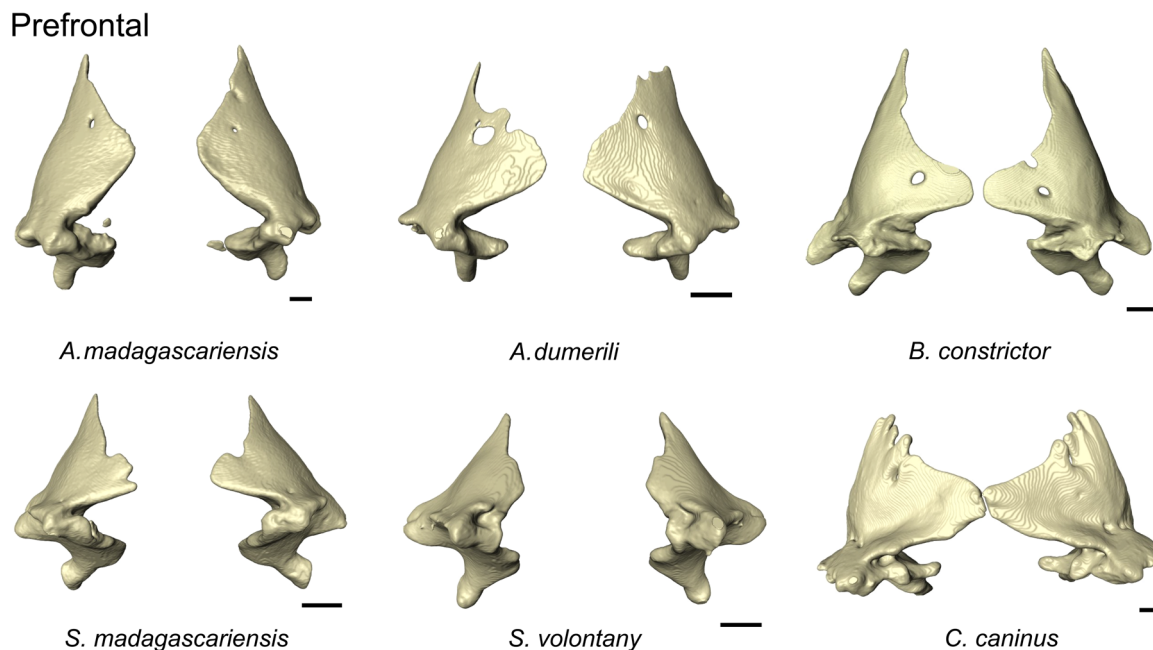 Prefrontal
A.madagascariensis
A.dumerili
B. constrictor
S. madagascariensis
S. volontany
C. caninus